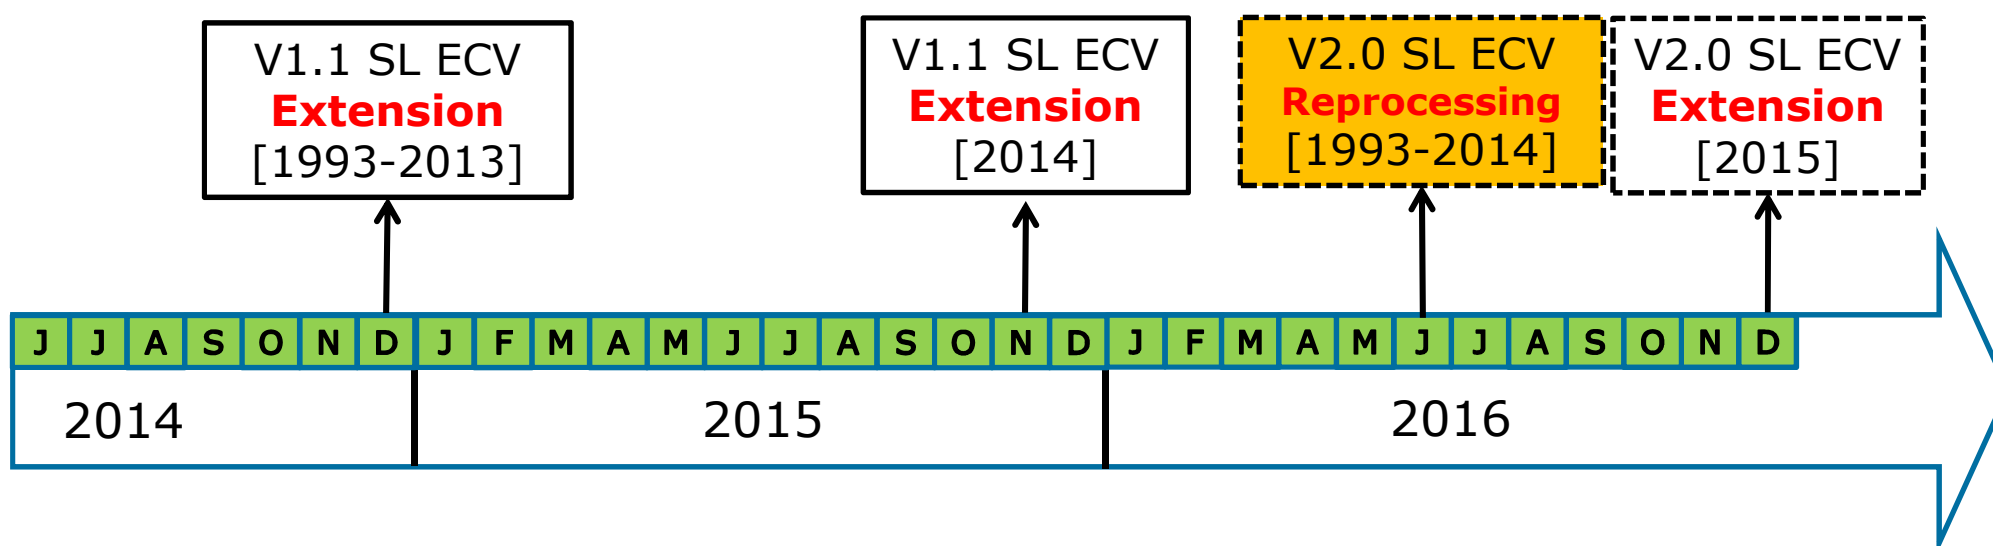 V1.1 SL ECV
Extension
[1993-2013]
V1.1 SL ECV
Extension
[2014]
V2.0 SL ECV
Reprocessing
[1993-2014]
V2.0 SL ECV
Extension
[2015]
J J A S O N D J F M A M J J A S O N D J F M A M J J A S O N D
2014 2015 2016